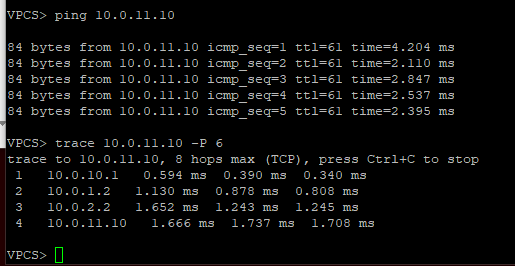 VPCS> ping 10.0.11.10
84 bytes from 10.0.11.10 icmp_seq=1 ttl=61 time=4.204 ms
84 bytes from 10.0.11.10 icmp_seq=2 ttl=61 time=2.110 ms
84 bytes from 10.0.11.10 icmp_seq=3 ttl=61 time=2.847 ms
84 bytes from 10.0.11.10 icmp_seq=4 ttl=61 time=2.537 ms
84 bytes from 10.0.11.10 icmp_seq=5 ttl=61 time=2.395 ms
VPCS> trace 10.0.11.10 -P 6
trace to 10.0.11.10, 8 hops max (TCP), press Ctrl+C to stop
1 10.0.10.1 0.594 ms 0.390 ms 0.340 ms
2 10.0.1.2 1.130 ms 0.878 ms 0.808 ms
3 10.0.2.2 1.652 ms 1.243 ms 1.245 ms
4 10.0.11.10 1.666 ms 1.737 ms 1.708 ms
VPCS>